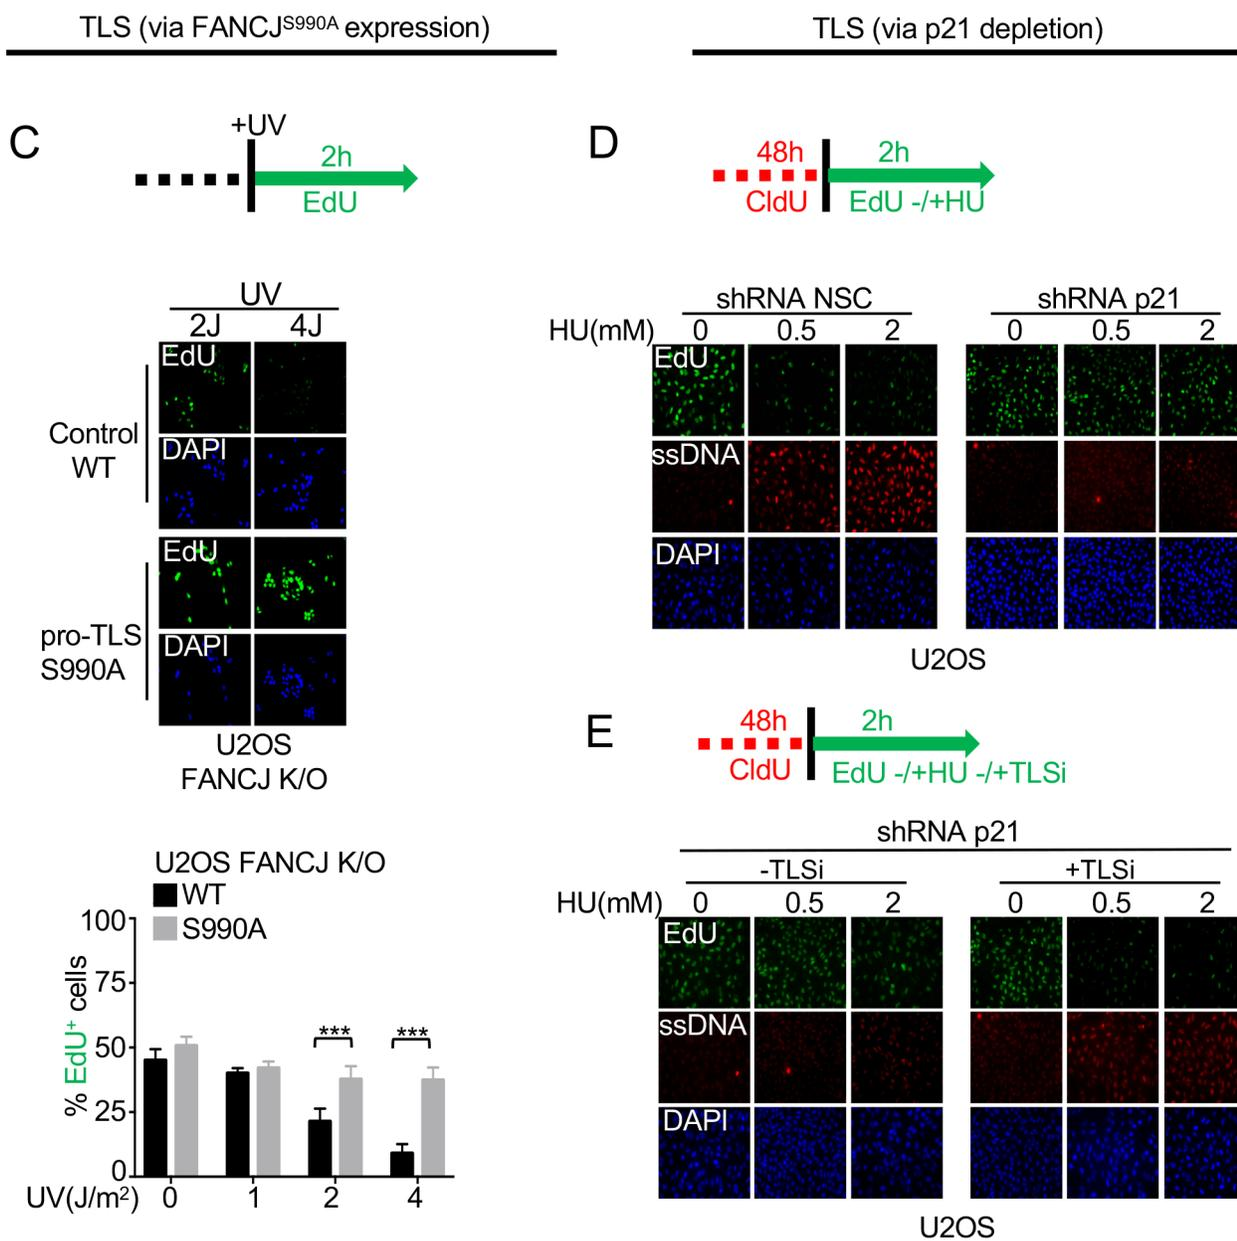 TLS (via FANCJS990A expression)
TLS (via p21 depletion)
C
+UV
2h
EdU
UV
2J 4J
EdU
Control
WT
DAPI
EdU
pro-TLS
S990A
DAPI
U2OS
FANCJ K/O
U2OS FANCJ K/O
WT
S990A
% EdU+ cells
100
75
50
25
0
*** ***
UV(J/m2) 0 1 2 4
D
48h 2h
CldU EdU -/+HU
shRNA NSC shRNA p21
HU(mM) 0 0.5 2 0 0.5 2
EdU
ssDNA
DAPI
U2OS
E
48h 2h
CldU EdU -/+HU -/+TLSi
shRNA p21
-TLSi +TLSi
HU(mM) 0 0.5 2 0 0.5 2
EdU
ssDNA
DAPI
U2OS